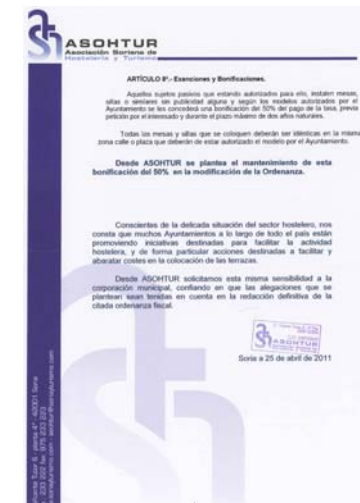 ASOHTUR
Asociación Soriana de
Hostelería y Turismo
ARTÍCULO 8º.- Exenciones y Bonificaciones.
Aquellos sujetos pasivos que estando autorizados para ello, instalen mesas,
sillas o similares sin publicidad alguna y según los modelos autorizados por el
Ayuntamiento se les concederá una bonificación del 50% del pago de la tasa, previa
petición por el interesado y durante el plazo máximo de dos años naturales.
Todas las mesas y sillas que se coloquen deberán ser idénticas en la misma
zona calle o plaza que deberán de estar autorizado el modelo por el Ayuntamiento.
Desde ASOHTUR se plantea el mantenimiento de esta
bonificación del 50% en la modificación de la Ordenanza.
Conscientes de la delicada situación del sector hostelero, nos
consta que muchos Ayuntamientos a lo largo de todo el país están
promoviendo iniciativas destinadas para facilitar la actividad
hostelera, y de forma particular acciones destinadas a facilitar y
abaratar costes en la colocación de las terrazas.
Desde ASOHTUR solicitamos esta misma sensibilidad a la
corporación municipal, confiando en que las alegaciones que se
plantean sean tenidas en cuenta en la redacción definitiva de la
citada ordenanza fiscal.
ASOHTUR
Soria a 25 de abril de 2011
Tutor 8 - planta 4ª - 42001 Soria